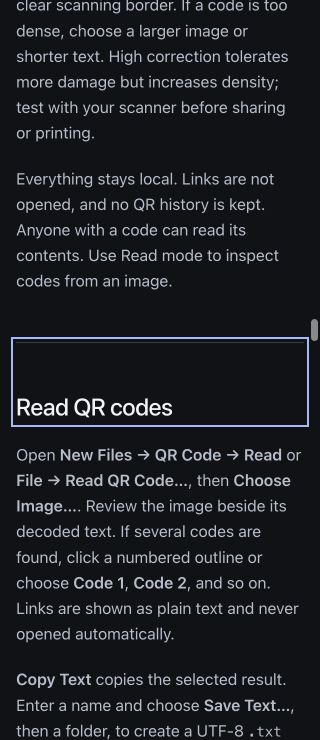 clear scanning border. If a code is too
dense, choose a larger image or
shorter text. High correction tolerates
more damage but increases density;
test with your scanner before sharing
or printing.
Everything stays local. Links are not
opened, and no QR history is kept.
Anyone with a code can read its
contents. Use Read mode to inspect
codes from an image.
Read QR codes
Open New Files → QR Code → Read or
File → Read QR Code…, then Choose
Image…. Review the image beside its
decoded text. If several codes are
found, click a numbered outline or
choose Code 1, Code 2, and so on.
Links are shown as plain text and never
opened automatically.
Copy Text copies the selected result.
Enter a name and choose Save Text…,
then a folder, to create a UTF-8 .txt